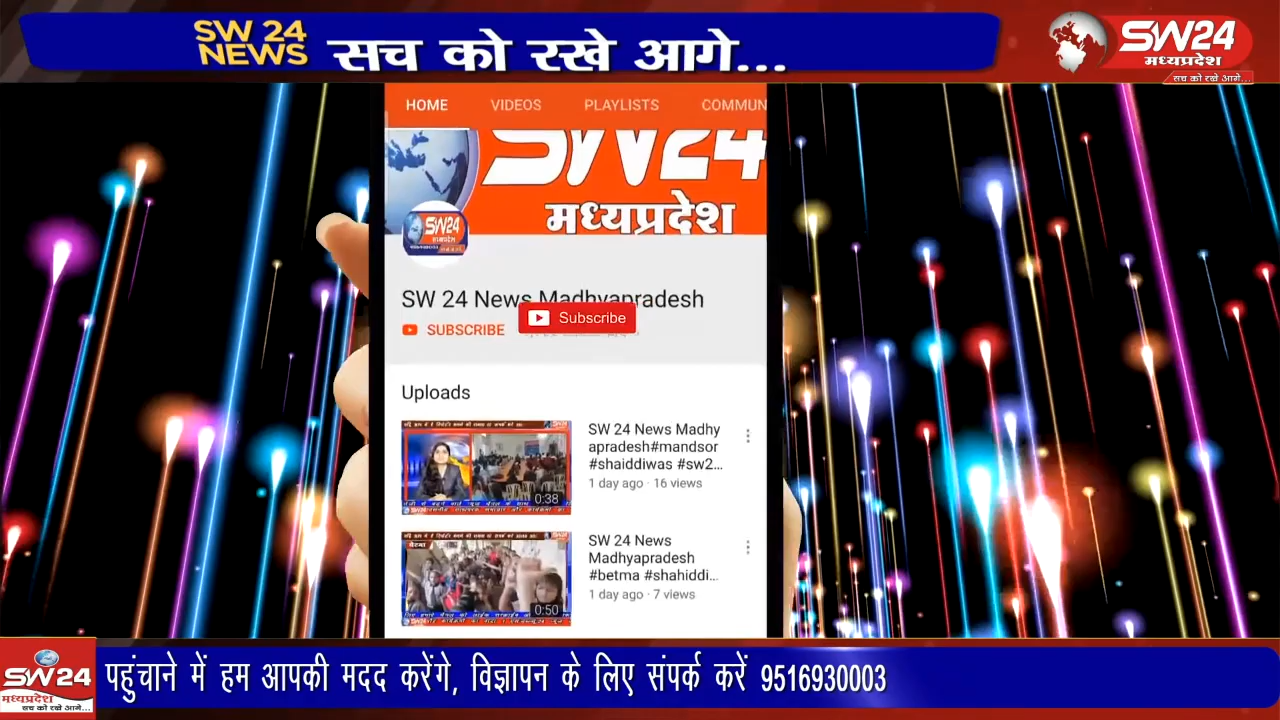 SW 24
NEWS
सच को रखे आगे...
SW24
मध्यप्रदेश
सच को रखे आगे...
HOME VIDEOS PLAYLISTS COMMUN
SW24
मध्यप्रदेश
SW24
SW 24 News Madhyapradesh
SUBSCRIBE
Subscribe
Uploads
SW 24 News Madhy
apradesh#mandsor
#shaiddiwas #sw2...
1 day ago · 16 views
0:38
SW 24 News
Madhyapradesh
#betma #shahiddi...
1 day ago · 7 views
0:50
SW24
मध्यप्रदेश
सच को रखे आगे...
पहुंचाने में हम आपकी मदद करेंगे, विज्ञापन के लिए संपर्क करें 9516930003